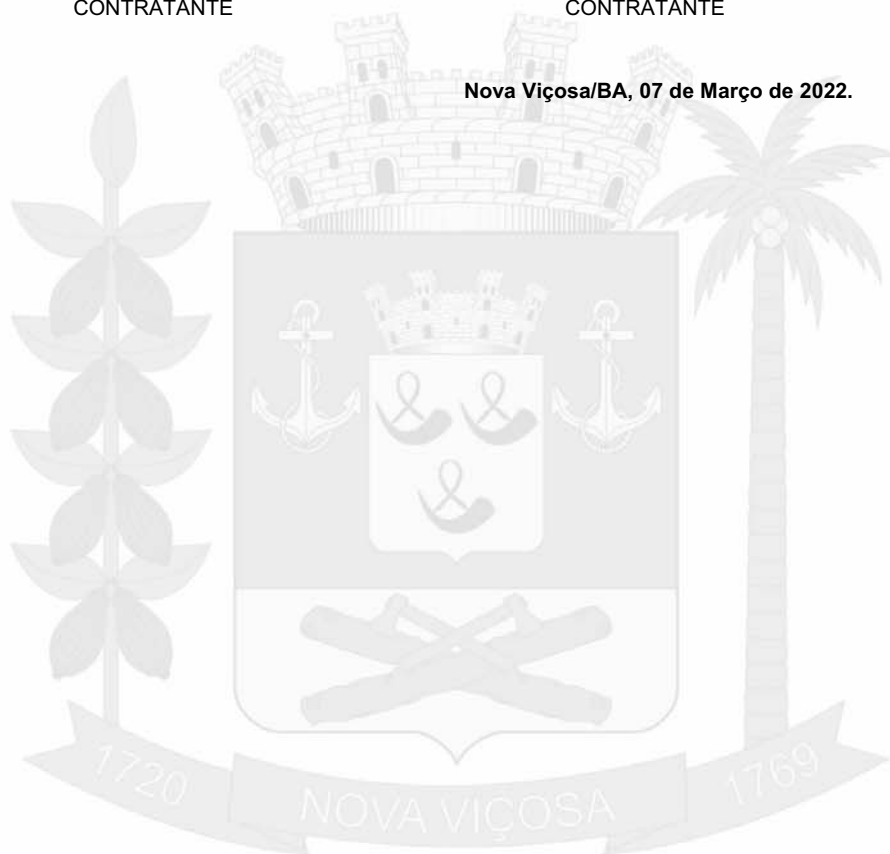 CONTRATANTE CONTRATANTE
Nova Viçosa/BA, 07 de Março de 2022.
1720 NOVA VIÇOSA 1769